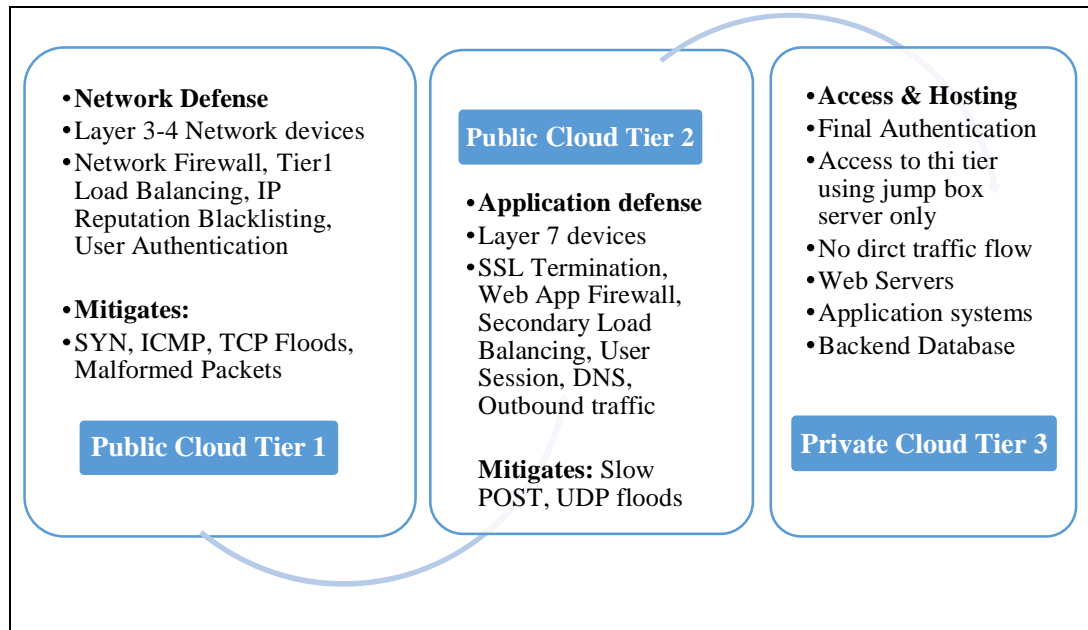 •Network Defense
•Layer 3-4 Network devices
•Network Firewall, Tier1
Load Balancing, IP
Reputation Blacklisting,
User Authentication
•Mitigates:
•SYN, ICMP, TCP Floods,
Malformed Packets
Public Cloud Tier 1
Public Cloud Tier 2
•Application defense
•Layer 7 devices
•SSL Termination,
Web App Firewall,
Secondary Load
Balancing, User
Session, DNS,
Outbound traffic
Mitigates: Slow
POST, UDP floods
•Access & Hosting
•Final Authentication
•Access to thi tier
using jump box
server only
•No dirct traffic flow
•Web Servers
•Application systems
•Backend Database
Private Cloud Tier 3